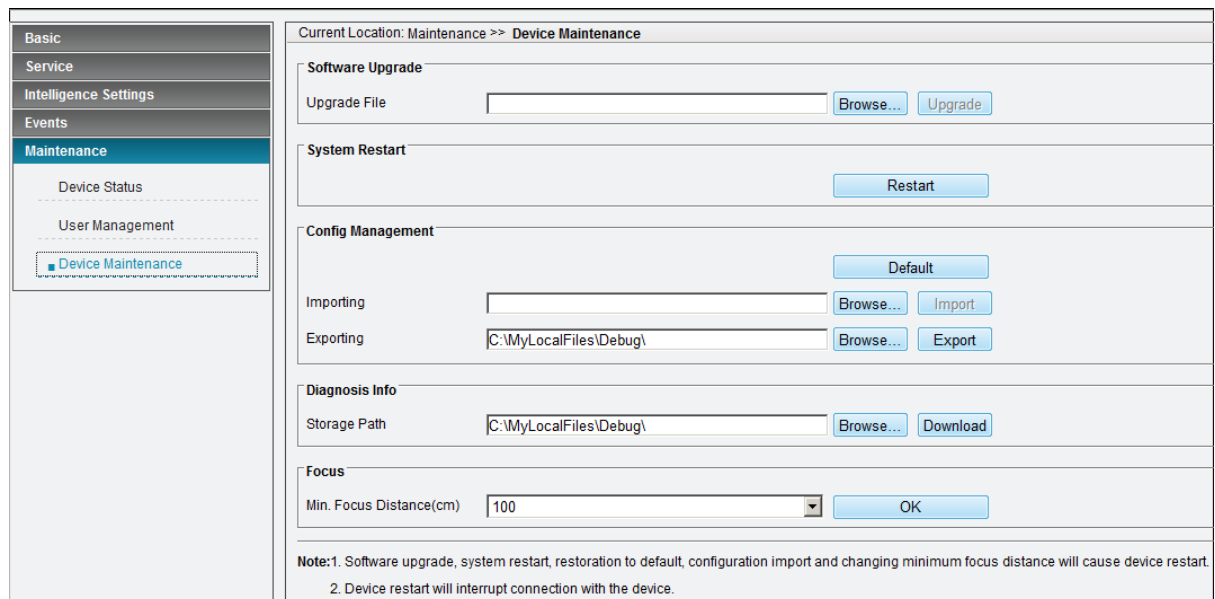 Basic
Service
Intelligence Settings
Events
Maintenance
Device Status
User Management
Device Maintenance
Current Location: Maintenance >> Device Maintenance
Software Upgrade
Upgrade File Browse... Upgrade
System Restart
Restart
Config Management
Default
Importing Browse... Import
Exporting C:\MyLocalFiles\Debug\ Browse... Export
Diagnosis Info
Storage Path C:\MyLocalFiles\Debug\ Browse... Download
Focus
Min. Focus Distance(cm) 100 OK
Note:1. Software upgrade, system restart, restoration to default, configuration import and changing minimum focus distance will cause device restart.
2. Device restart will interrupt connection with the device.